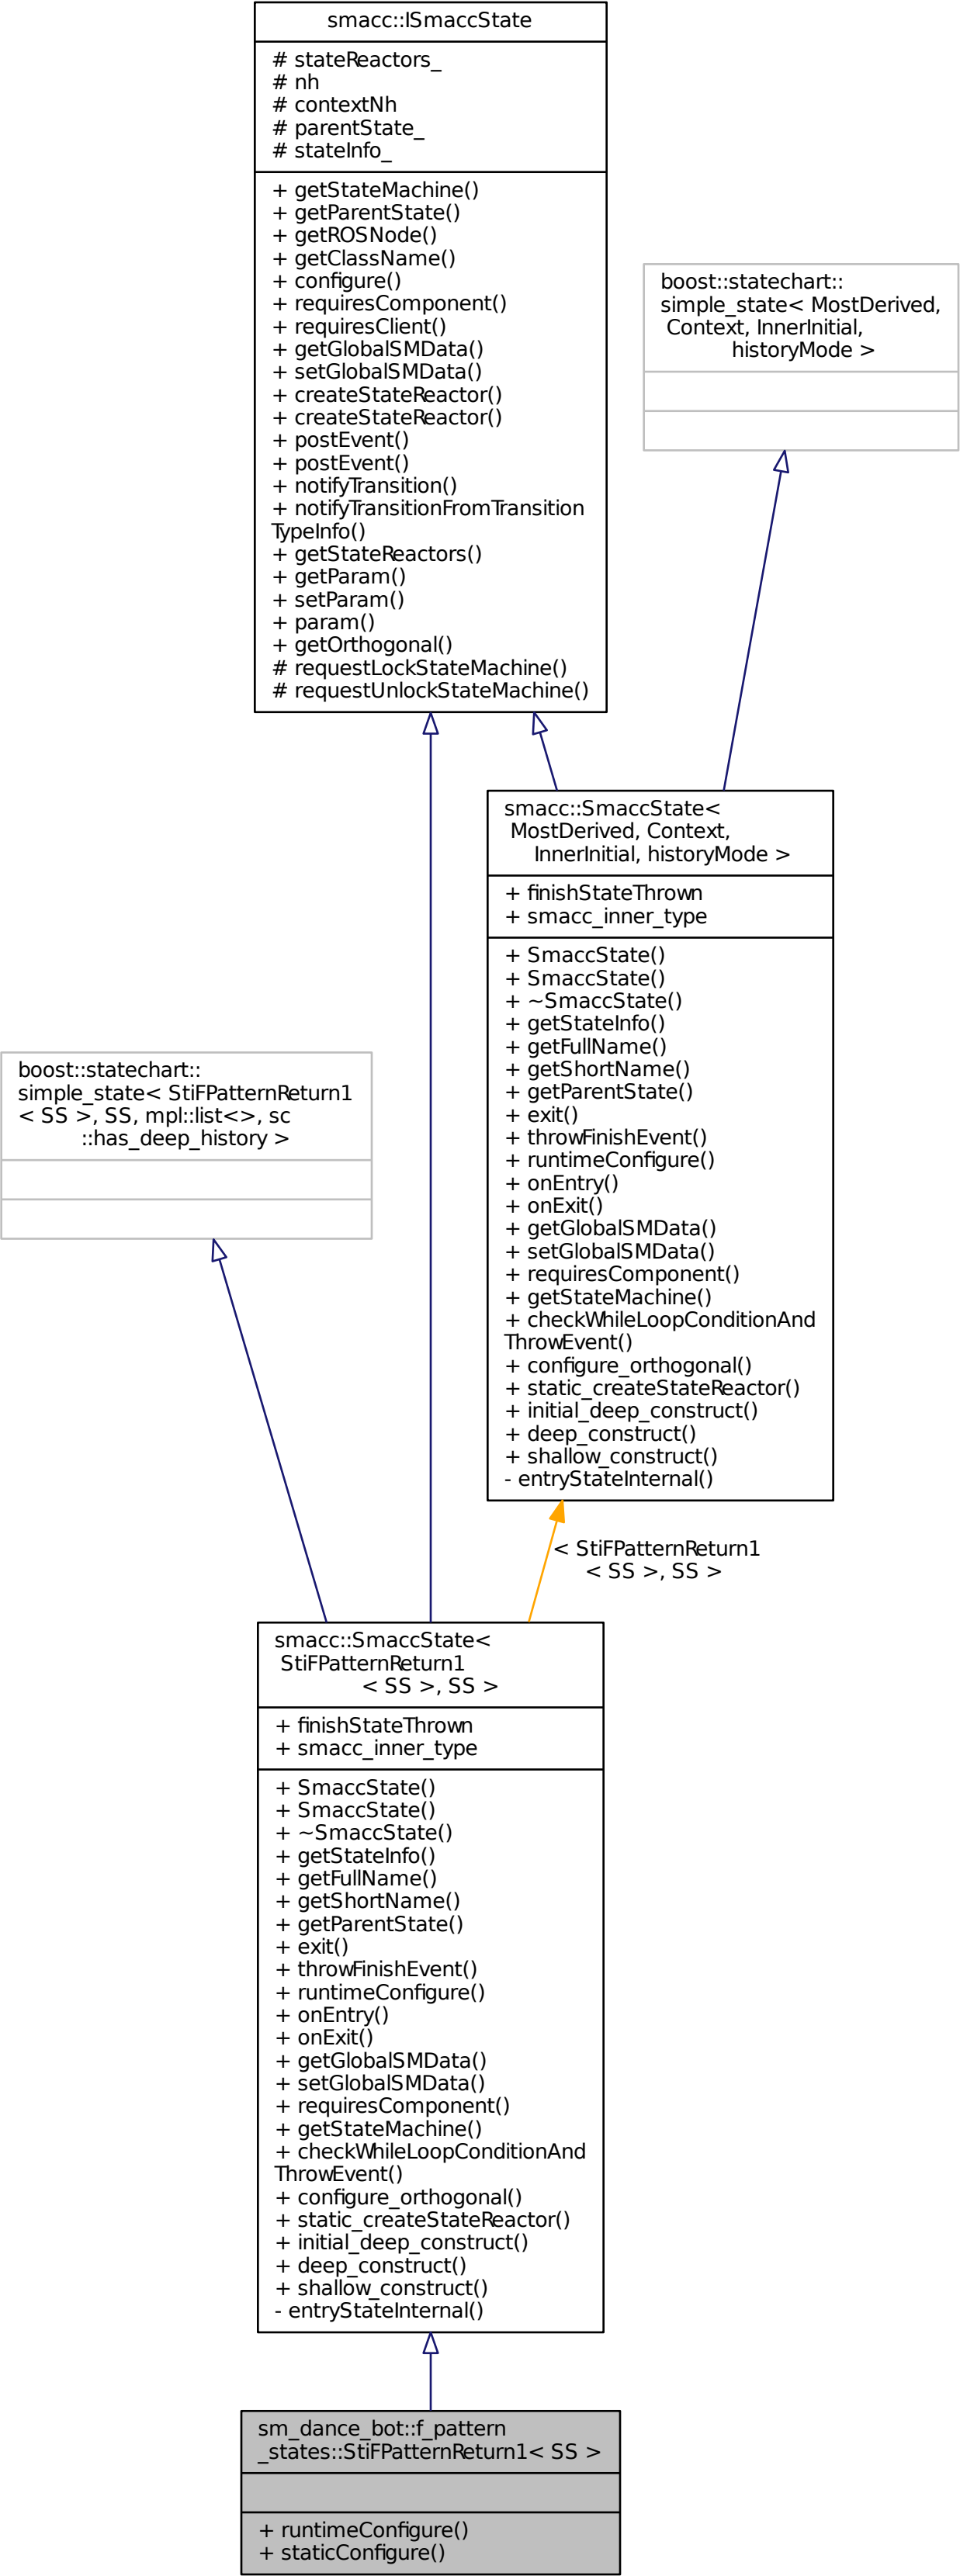 smacc::ISmaccState
# stateReactors_
# nh
# contextNh
# parentState_
# stateInfo_
+ getStateMachine()
+ getParentState()
+ getROSNode()
+ getClassName()
+ configure()
+ requiresComponent()
+ requiresClient()
+ getGlobalSMData()
+ setGlobalSMData()
+ createStateReactor()
+ createStateReactor()
+ postEvent()
+ postEvent()
+ notifyTransition()
+ notifyTransitionFromTransition
TypeInfo()
+ getStateReactors()
+ getParam()
+ setParam()
+ param()
+ getOrthogonal()
# requestLockStateMachine()
# requestUnlockStateMachine()
boost::statechart::
simple_state< MostDerived,
Context, InnerInitial,
historyMode >
smacc::SmaccState<
MostDerived, Context,
InnerInitial, historyMode >
+ finishStateThrown
+ smacc_inner_type
+ SmaccState()
+ SmaccState()
+ ~SmaccState()
+ getStateInfo()
+ getFullName()
+ getShortName()
+ getParentState()
+ exit()
+ throwFinishEvent()
+ runtimeConfigure()
+ onEntry()
+ onExit()
+ getGlobalSMData()
+ setGlobalSMData()
+ requiresComponent()
+ getStateMachine()
+ checkWhileLoopConditionAnd
ThrowEvent()
+ configure_orthogonal()
+ static_createStateReactor()
+ initial_deep_construct()
+ deep_construct()
+ shallow_construct()
- entryStateInternal()
boost::statechart::
simple_state< StiFPatternReturn1
< SS >, SS, mpl::list<>, sc
::has_deep_history >
< StiFPatternReturn1
< SS >, SS >
smacc::SmaccState<
StiFPatternReturn1
< SS >, SS >
+ finishStateThrown
+ smacc_inner_type
+ SmaccState()
+ SmaccState()
+ ~SmaccState()
+ getStateInfo()
+ getFullName()
+ getShortName()
+ getParentState()
+ exit()
+ throwFinishEvent()
+ runtimeConfigure()
+ onEntry()
+ onExit()
+ getGlobalSMData()
+ setGlobalSMData()
+ requiresComponent()
+ getStateMachine()
+ checkWhileLoopConditionAnd
ThrowEvent()
+ configure_orthogonal()
+ static_createStateReactor()
+ initial_deep_construct()
+ deep_construct()
+ shallow_construct()
- entryStateInternal()
sm_dance_bot::f_pattern
_states::StiFPatternReturn1< SS >
+ runtimeConfigure()
+ staticConfigure()